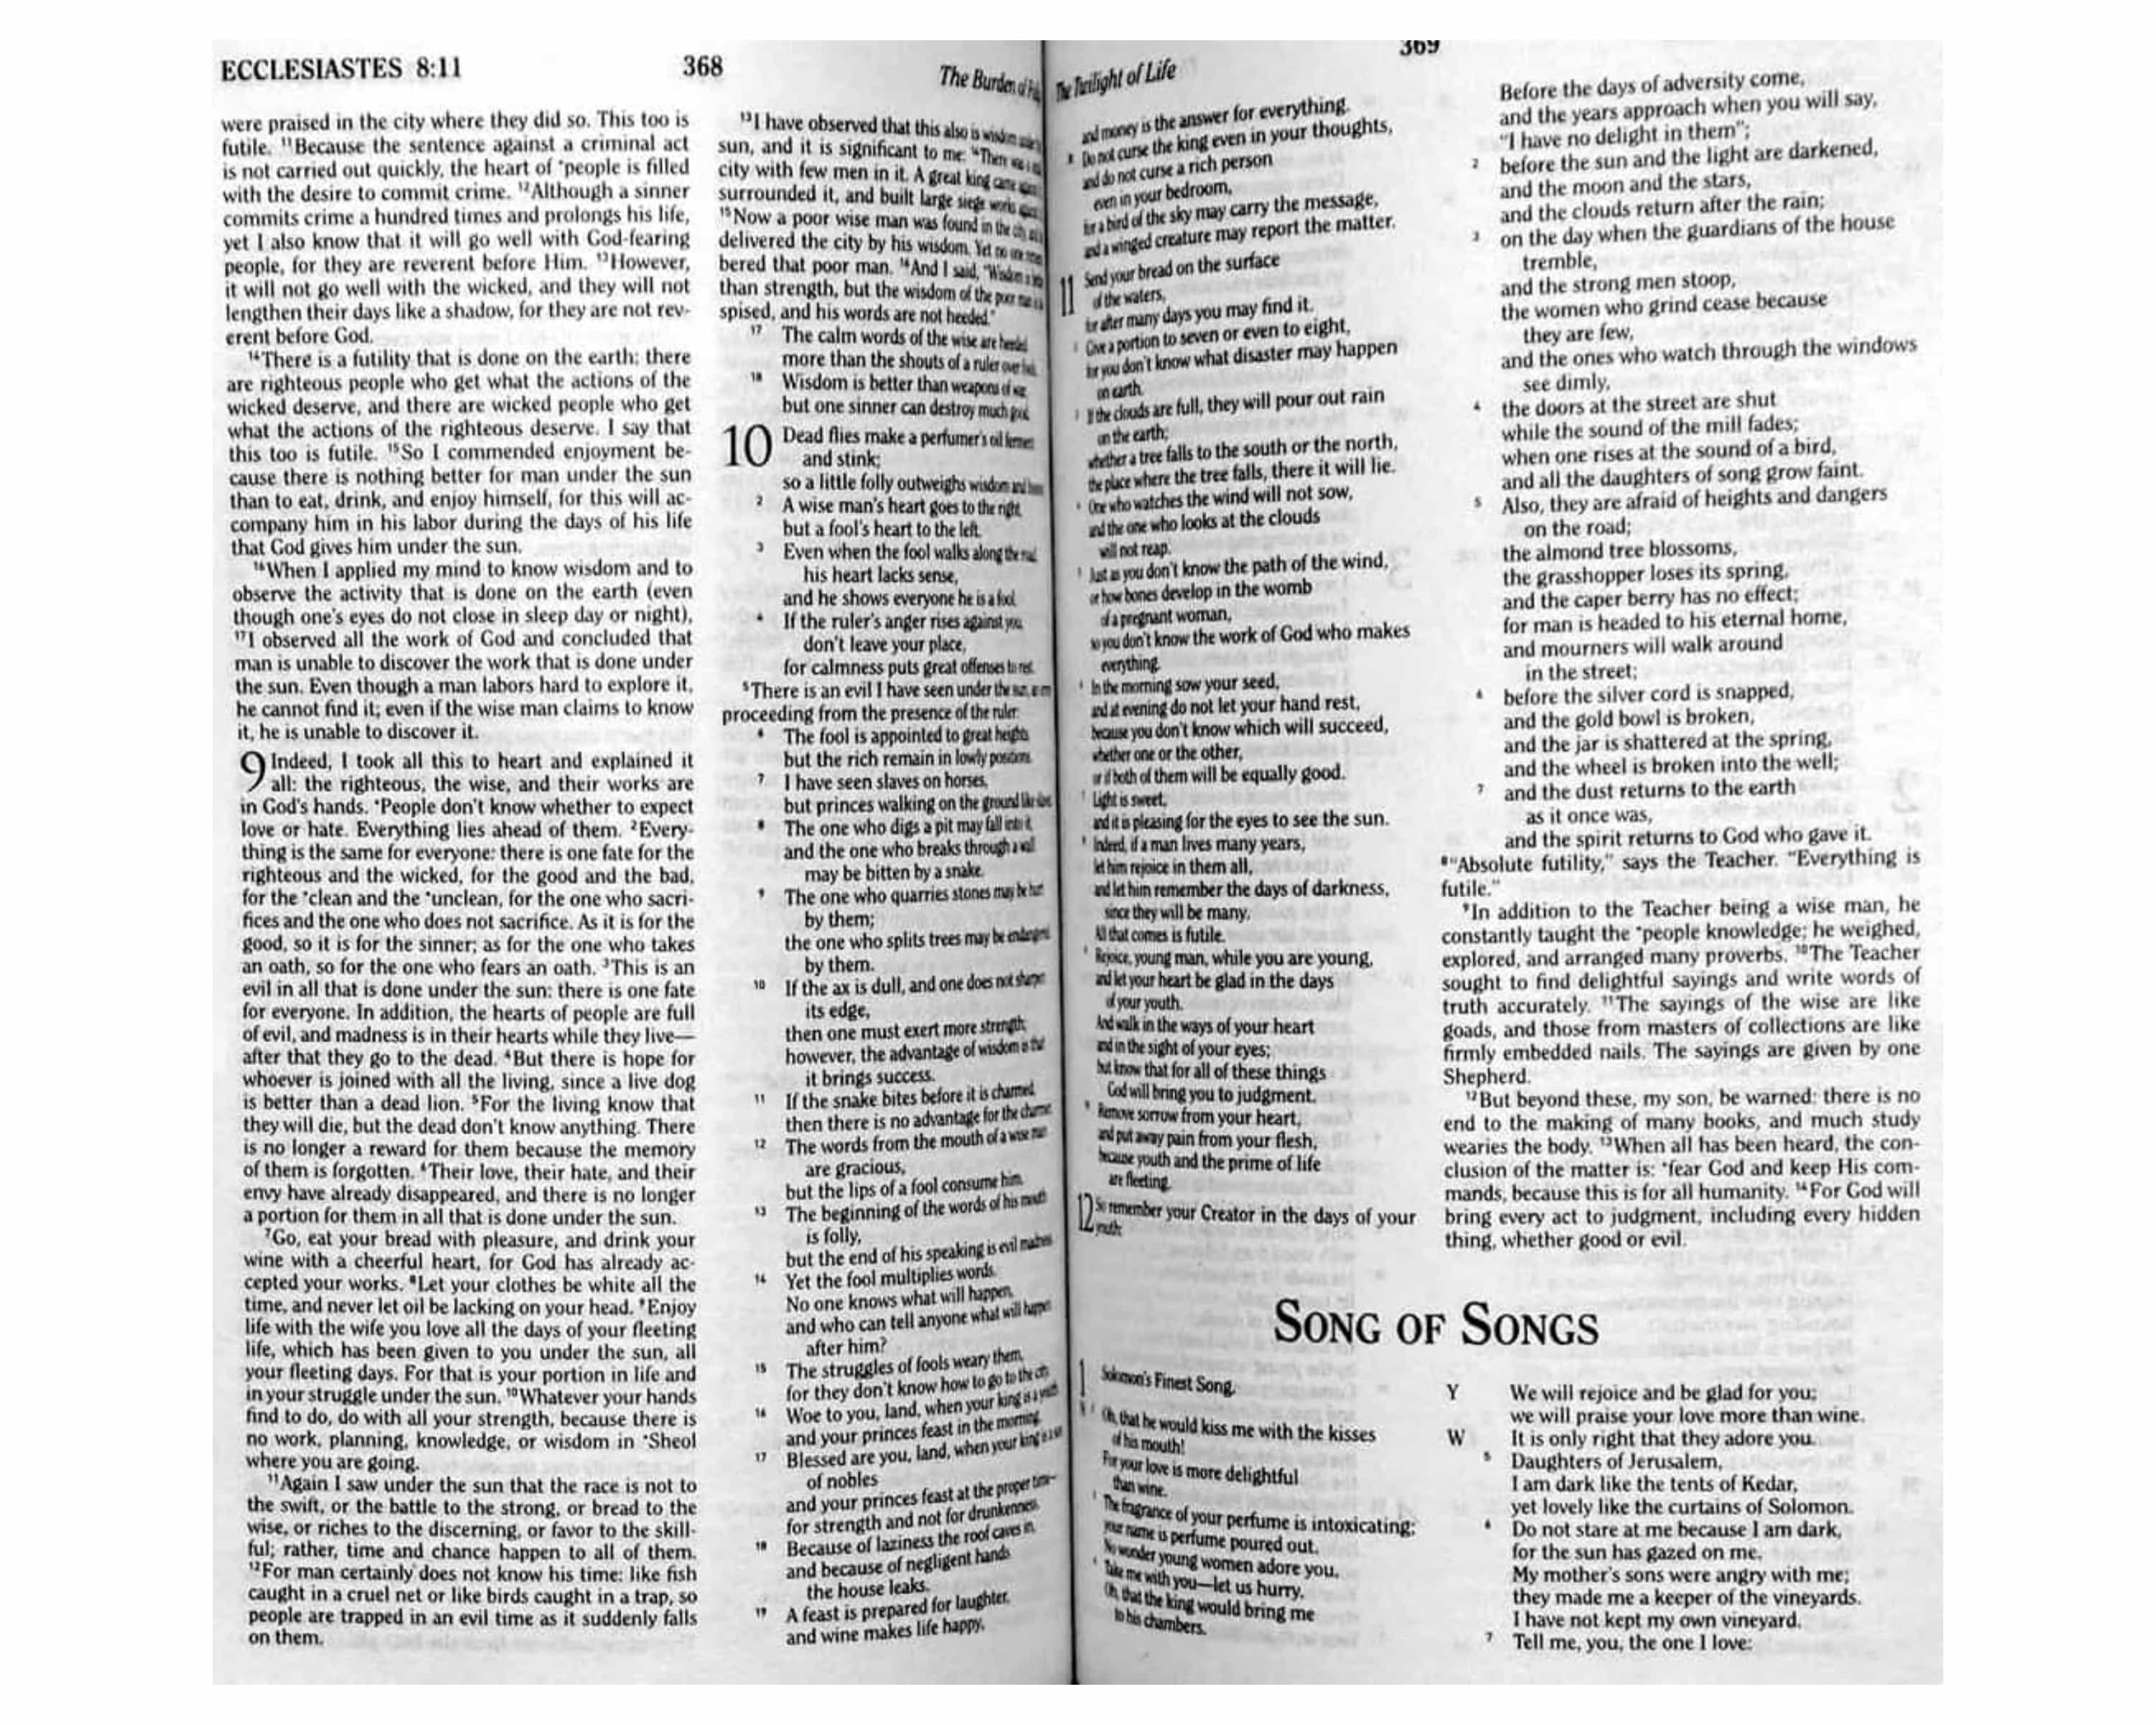 ECCLESIASTES 8:11
368
The Burden of
were praised in the city where they did so. This too is
futile. 11Because the sentence against a criminal act
is not carried out quickly, the heart of •people is filled
with the desire to commit crime. 12Although a sinner
commits crime a hundred times and prolongs his life,
yet I also know that it will go well with God-fearing
people, for they are reverent before Him. 13However,
it will not go well with the wicked, and they will not
lengthen their days like a shadow, for they are not rev-
erent before God.
14There is a futility that is done on the earth: there
are righteous people who get what the actions of the
wicked deserve, and there are wicked people who get
what the actions of the righteous deserve. I say that
this too is futile. 15So I commended enjoyment be-
cause there is nothing better for man under the sun
than to eat, drink, and enjoy himself, for this will ac-
company him in his labor during the days of his life
that God gives him under the sun.
16When I applied my mind to know wisdom and to
observe the activity that is done on the earth (even
though one's eyes do not close in sleep day or night),
17I observed all the work of God and concluded that
man is unable to discover the work that is done under
the sun. Even though a man labors hard to explore it,
he cannot find it; even if the wise man claims to know
it, he is unable to discover it.
9 Indeed, I took all this to heart and explained it
all: the righteous, the wise, and their works are
in God's hands. •People don't know whether to expect
love or hate. Everything lies ahead of them. 2Every-
thing is the same for everyone: there is one fate for the
righteous and the wicked, for the good and the bad,
for the •clean and the •unclean, for the one who sacri-
fices and the one who does not sacrifice. As it is for the
good, so it is for the sinner; as for the one who takes
an oath, so for the one who fears an oath. 3This is an
evil in all that is done under the sun: there is one fate
for everyone. In addition, the hearts of people are full
of evil, and madness is in their hearts while they live—
after that they go to the dead. 4But there is hope for
whoever is joined with all the living, since a live dog
is better than a dead lion. 5For the living know that
they will die, but the dead don't know anything. There
is no longer a reward for them because the memory
of them is forgotten. 6Their love, their hate, and their
envy have already disappeared, and there is no longer
a portion for them in all that is done under the sun.
7Go, eat your bread with pleasure, and drink your
wine with a cheerful heart, for God has already ac-
cepted your works. 8Let your clothes be white all the
time, and never let oil be lacking on your head. 9Enjoy
life with the wife you love all the days of your fleeting
life, which has been given to you under the sun, all
your fleeting days. For that is your portion in life and
in your struggle under the sun. 10Whatever your hands
find to do, do with all your strength, because there is
no work, planning, knowledge, or wisdom in •Sheol
where you are going.
11Again I saw under the sun that the race is not to
the swift, or the battle to the strong, or bread to the
wise, or riches to the discerning, or favor to the skill-
ful; rather, time and chance happen to all of them.
12For man certainly does not know his time: like fish
caught in a cruel net or like birds caught in a trap, so
people are trapped in an evil time as it suddenly falls
on them.
13I have observed that this also is wisdom
sun, and it is significant to me: 14There was a
city with few men in it. A great king came
surrounded it, and built large siege works
15Now a poor wise man was found in the city
delivered the city by his wisdom. Yet no one
bered that poor man. 16And I said, "Wisdom is
than strength, but the wisdom of the poor man
spised, and his words are not heeded."
17 The calm words of the wise are heeded
more than the shouts of a ruler over
18 Wisdom is better than weapons of war,
but one sinner can destroy much good.
10 Dead flies make a perfumer's oil
and stink;
so a little folly outweighs wisdom and
2 A wise man's heart goes to the right,
but a fool's heart to the left.
3 Even when the fool walks along the road,
his heart lacks sense,
and he shows everyone he is a fool.
4 If the ruler's anger rises against you,
don't leave your place,
for calmness puts great offenses to rest.
5There is an evil I have seen under the sun,
proceeding from the presence of the ruler:
6 The fool is appointed to great heights,
but the rich remain in lowly positions.
7 I have seen slaves on horses,
but princes walking on the ground like
8 The one who digs a pit may fall into it,
and the one who breaks through a wall
may be bitten by a snake.
9 The one who quarries stones may be hurt
by them;
the one who splits trees may be endangered
by them.
10 If the ax is dull, and one does not sharpen
its edge,
then one must exert more strength;
however, the advantage of wisdom is that
it brings success.
11 If the snake bites before it is charmed,
then there is no advantage for the charmer.
12 The words from the mouth of a wise man
are gracious,
but the lips of a fool consume him.
13 The beginning of the words of his mouth
is folly,
but the end of his speaking is evil madness.
14 Yet the fool multiplies words.
No one knows what will happen,
and who can tell anyone what will happen
after him?
15 The struggles of fools weary them,
for they don't know how to go to the city.
16 Woe to you, land, when your king is a youth
and your princes feast in the morning.
17 Blessed are you, land, when your king is a son
of nobles
and your princes feast at the proper time—
for strength and not for drunkenness.
18 Because of laziness the roof caves in,
and because of negligent hands
the house leaks.
19 A feast is prepared for laughter,
and wine makes life happy,
The Twilight of Life
369
and money is the answer for everything.
Do not curse the king even in your thoughts,
and do not curse a rich person
even in your bedroom,
for a bird of the sky may carry the message,
and a winged creature may report the matter.
11 Send your bread on the surface
of the waters,
for after many days you may find it.
Give a portion to seven or even to eight,
for you don't know what disaster may happen
on earth.
3 If the clouds are full, they will pour out rain
on the earth;
whether a tree falls to the south or the north,
the place where the tree falls, there it will lie.
4 One who watches the wind will not sow,
and the one who looks at the clouds
will not reap.
5 Just as you don't know the path of the wind,
or how bones develop in the womb
of a pregnant woman,
so you don't know the work of God who makes
everything.
6 In the morning sow your seed,
and at evening do not let your hand rest,
because you don't know which will succeed,
whether one or the other,
or if both of them will be equally good.
7 Light is sweet,
and it is pleasing for the eyes to see the sun.
8 Indeed, if a man lives many years,
let him rejoice in them all,
and let him remember the days of darkness,
since they will be many.
All that comes is futile.
9 Rejoice, young man, while you are young,
and let your heart be glad in the days
of your youth.
And walk in the ways of your heart
and in the sight of your eyes;
but know that for all of these things
God will bring you to judgment.
Remove sorrow from your heart,
and put away pain from your flesh,
because youth and the prime of life
are fleeting.
12 So remember your Creator in the days of your
youth:
Before the days of adversity come,
and the years approach when you will say,
"I have no delight in them";
2 before the sun and the light are darkened,
and the moon and the stars,
and the clouds return after the rain;
3 on the day when the guardians of the house
tremble,
and the strong men stoop,
the women who grind cease because
they are few,
and the ones who watch through the windows
see dimly,
4 the doors at the street are shut
while the sound of the mill fades;
when one rises at the sound of a bird,
and all the daughters of song grow faint.
5 Also, they are afraid of heights and dangers
on the road;
the almond tree blossoms,
the grasshopper loses its spring,
and the caper berry has no effect;
for man is headed to his eternal home,
and mourners will walk around
in the street;
6 before the silver cord is snapped,
and the gold bowl is broken,
and the jar is shattered at the spring,
and the wheel is broken into the well;
7 and the dust returns to the earth
as it once was,
and the spirit returns to God who gave it.
8"Absolute futility," says the Teacher. "Everything is
futile."
9In addition to the Teacher being a wise man, he
constantly taught the •people knowledge; he weighed,
explored, and arranged many proverbs. 10The Teacher
sought to find delightful sayings and write words of
truth accurately. 11The sayings of the wise are like
goads, and those from masters of collections are like
firmly embedded nails. The sayings are given by one
Shepherd.
12But beyond these, my son, be warned: there is no
end to the making of many books, and much study
wearies the body. 13When all has been heard, the con-
clusion of the matter is: •fear God and keep His com-
mands, because this is for all humanity. 14For God will
bring every act to judgment, including every hidden
thing, whether good or evil.
SONG OF SONGS
1 Solomon's Finest Song.
Oh, that he would kiss me with the kisses
of his mouth!
For your love is more delightful
than wine.
The fragrance of your perfume is intoxicating;
your name is perfume poured out.
No wonder young women adore you.
Take me with you—let us hurry.
Oh, that the king would bring me
to his chambers.
Y We will rejoice and be glad for you;
we will praise your love more than wine.
W It is only right that they adore you.
5 Daughters of Jerusalem,
I am dark like the tents of Kedar,
yet lovely like the curtains of Solomon.
6 Do not stare at me because I am dark,
for the sun has gazed on me.
My mother's sons were angry with me;
they made me a keeper of the vineyards.
I have not kept my own vineyard.
7 Tell me, you, the one I love: